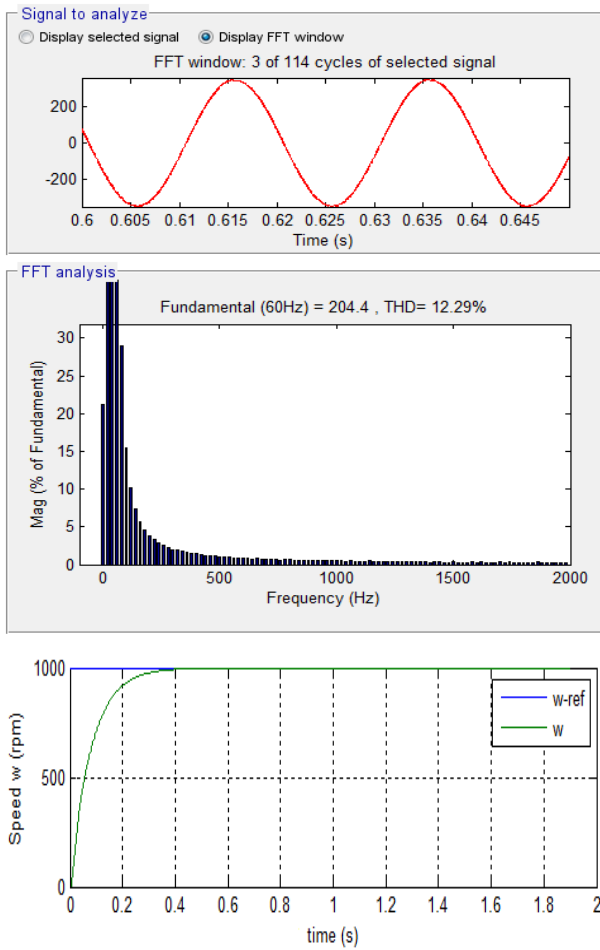 Signal to analyze
Display selected signal Display FFT window
FFT window: 3 of 114 cycles of selected signal
200
0
-200
0.6 0.605 0.61 0.615 0.62 0.625 0.63 0.635 0.64 0.645
Time (s)
FFT analysis
Fundamental (60Hz) = 204.4 , THD= 12.29%
Mag (% of Fundamental)
30
25
20
15
10
5
0
0 500 1000 1500 2000
Frequency (Hz)
Speed w (rpm)
1000
500
0
w-ref
w
0 0.2 0.4 0.6 0.8 1 1.2 1.4 1.6 1.8 2
time (s)